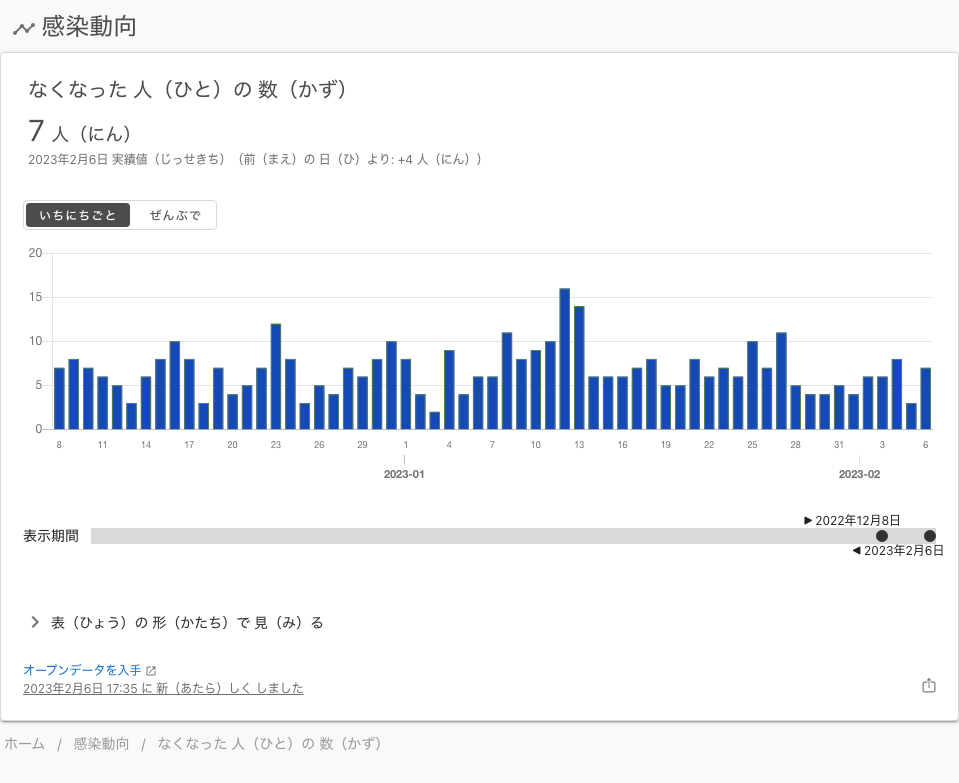 感染動向
なくなった 人（ひと）の 数（かず）
7 人（にん）
2023年2月6日 実績値（じっせきち）（前（まえ）の 日（ひ）より: +4 人（にん））
いちにちごと ぜんぶで
20
15
10
5
0
8 11 14 17 20 23 26 29 1 4 7 10 13 16 19 22 25 28 31 3 6
2023-01 2023-02
▶ 2022年12月8日
表示期間
◀ 2023年2月6日
表（ひょう）の 形（かたち）で 見（み）る
オープンデータを入手
2023年2月6日 17:35 に 新（あたら）しく しました
ホーム / 感染動向 / なくなった 人（ひと）の 数（かず）